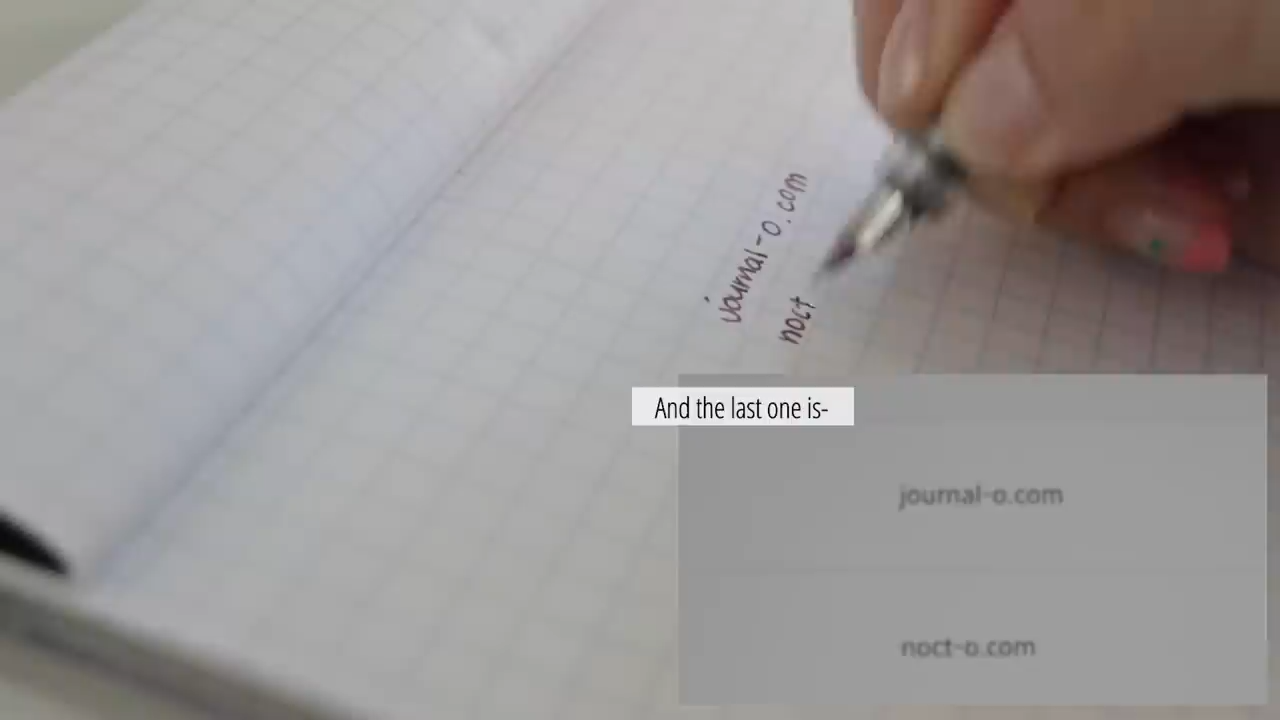 journal-o.com
noct
And the last one is-
journal-o.com
noct-o.com